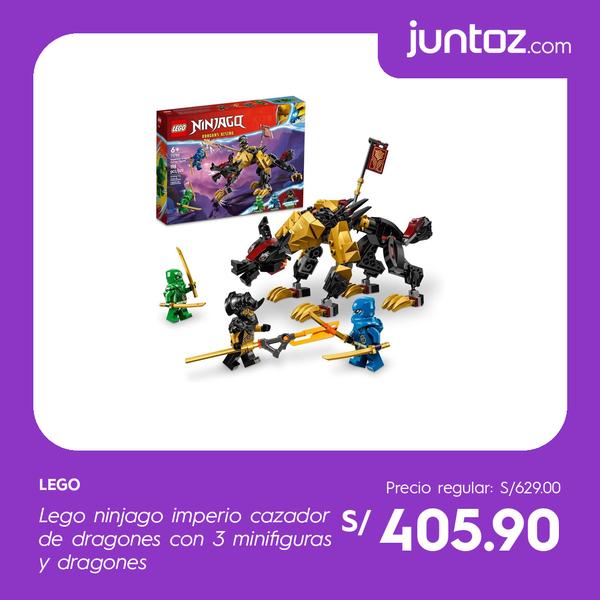 juntoz.com
LEGO
NINJAGO
DRAGONS RISING
6+
LEGO
Precio regular: S/629.00
Lego ninjago imperio cazador
de dragones con 3 minifiguras
y dragones
S/ 405.90